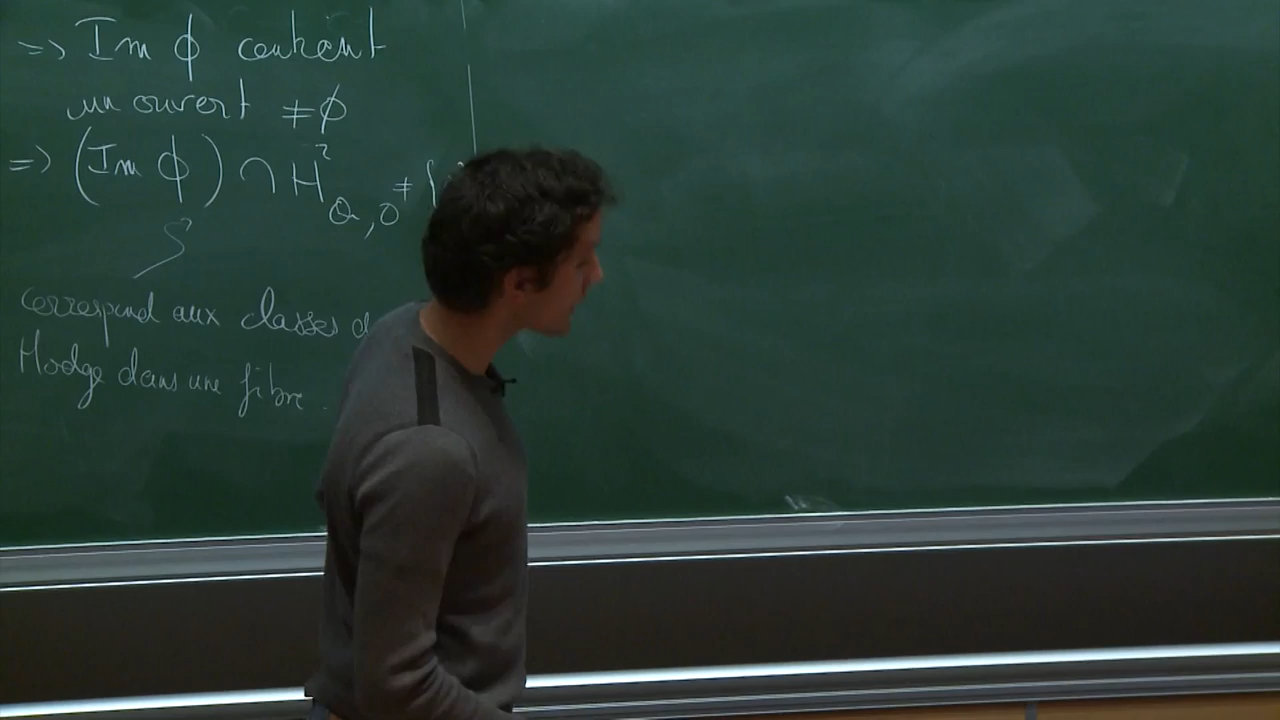 => Im ϕ contient
un ouvert ≠ ∅
=> (Im ϕ) ∩ H²_{Q,0} ≠ {
correspond aux classes d
Hodge dans une fibre.